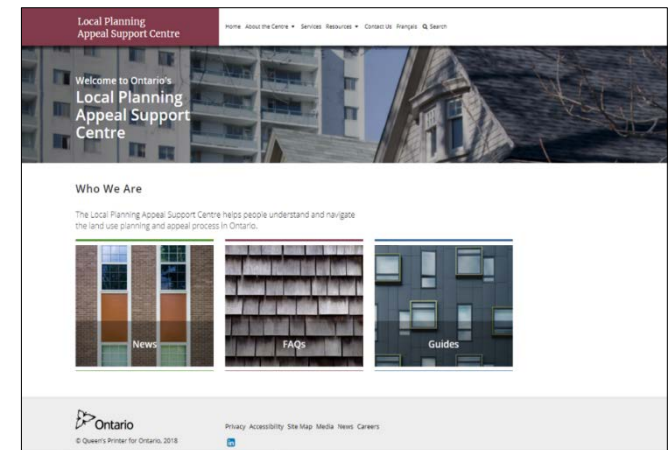 Local Planning
Appeal Support Centre
Home About the Centre Services Resources Contact Us Français Search
Welcome to Ontario's
Local Planning
Appeal Support
Centre
Who We Are
The Local Planning Appeal Support Centre helps people understand and navigate
the land use planning and appeal process in Ontario.
News FAQs Guides
Ontario
Privacy Accessibility Site Map Media News Careers
© Queen's Printer for Ontario, 2018
in